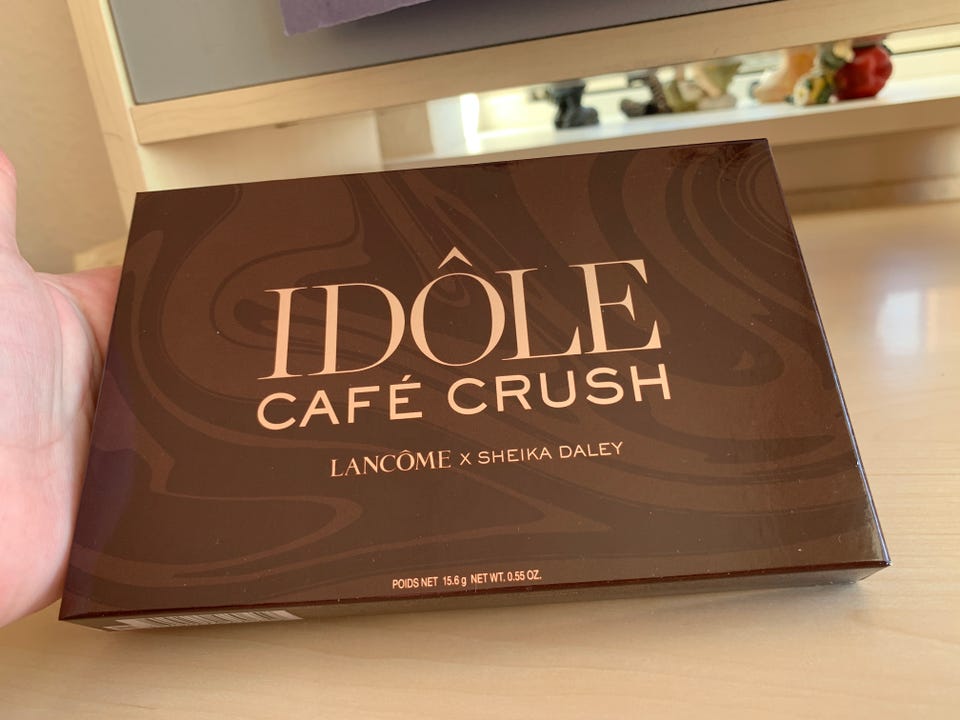 IDÔLE
CAFÉ CRUSH
LANCÔME X SHEIKA DALEY
POIDS NET 15.6 g NET WT. 0.55 OZ.